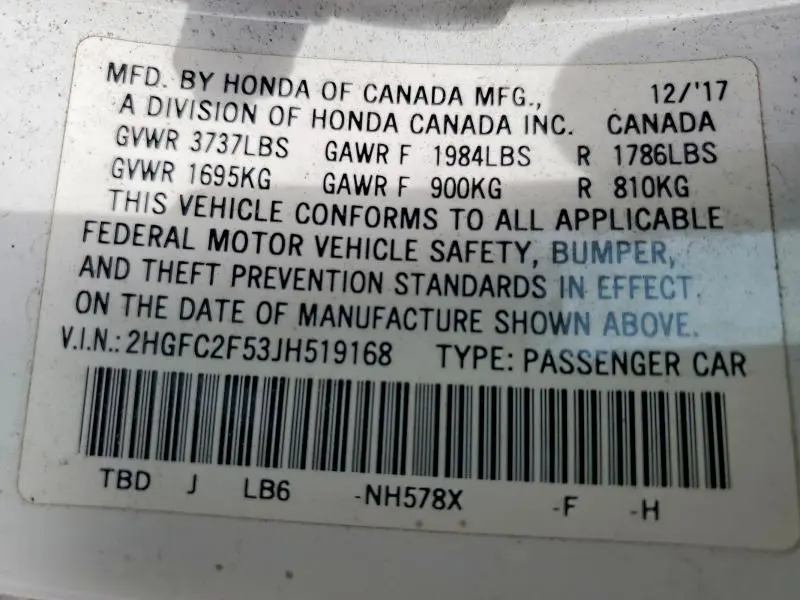 MFD. BY HONDA OF CANADA MFG., 12/'17
A DIVISION OF HONDA CANADA INC. CANADA
GVWR 3737LBS GAWR F 1984LBS R 1786LBS
GVWR 1695KG GAWR F 900KG R 810KG
THIS VEHICLE CONFORMS TO ALL APPLICABLE
FEDERAL MOTOR VEHICLE SAFETY, BUMPER,
AND THEFT PREVENTION STANDARDS IN EFFECT
ON THE DATE OF MANUFACTURE SHOWN ABOVE.
V.I.N.: 2HGFC2F53JH519168 TYPE: PASSENGER CAR
TBD J LB6 -NH578X -F -H